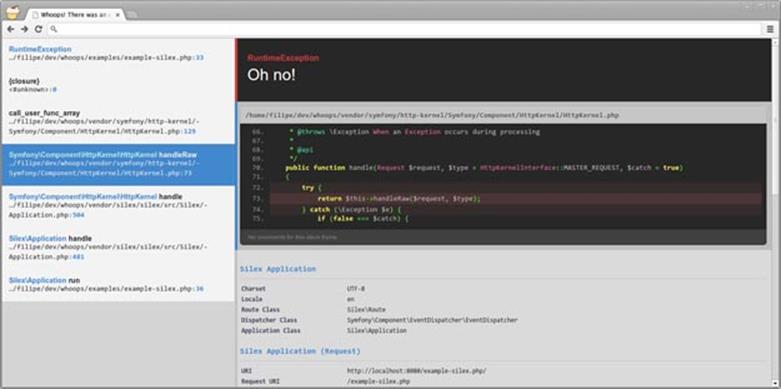 Whoops! There was an
RuntimeException
…/filipe/dev/whoops/examples/example-silex.php:33
{closure}
<#unknown>:0
call_user_func_array
…/filipe/dev/whoops/vendor/symfony/http-kernel/-
Symfony/Component/HttpKernel/HttpKernel.php:129
Symfony\Component\HttpKernel\HttpKernel handleRaw
…/filipe/dev/whoops/vendor/symfony/http-kernel/-
Symfony/Component/HttpKernel/HttpKernel.php:73
Symfony\Component\HttpKernel\HttpKernel handle
…/filipe/dev/whoops/vendor/silex/silex/src/Silex/-
Application.php:504
Silex\Application handle
…/filipe/dev/whoops/vendor/silex/silex/src/Silex/-
Application.php:481
Silex\Application run
…/filipe/dev/whoops/examples/example-silex.php:36
RuntimeException
Oh no!
/home/filipe/dev/whoops/vendor/symfony/http-kernel/Symfony/Component/HttpKernel/HttpKernel.php
66. * @throws \Exception When an Exception occurs during processing
67. *
68. * @api
69. */
70. public function handle(Request $request, $type = HttpKernelInterface::MASTER_REQUEST, $catch = true)
71. {
72. try {
73. return $this->handleRaw($request, $type);
74. } catch (\Exception $e) {
75. if (false === $catch) {
No comments for this stack frame.
Silex Application
Charset UTF-8
Locale en
Route Class Silex\Route
Dispatcher Class Symfony\Component\EventDispatcher\EventDispatcher
Application Class Silex\Application
Silex Application (Request)
URI http://localhost:8080/example-silex.php/
Request URI /example-silex.php